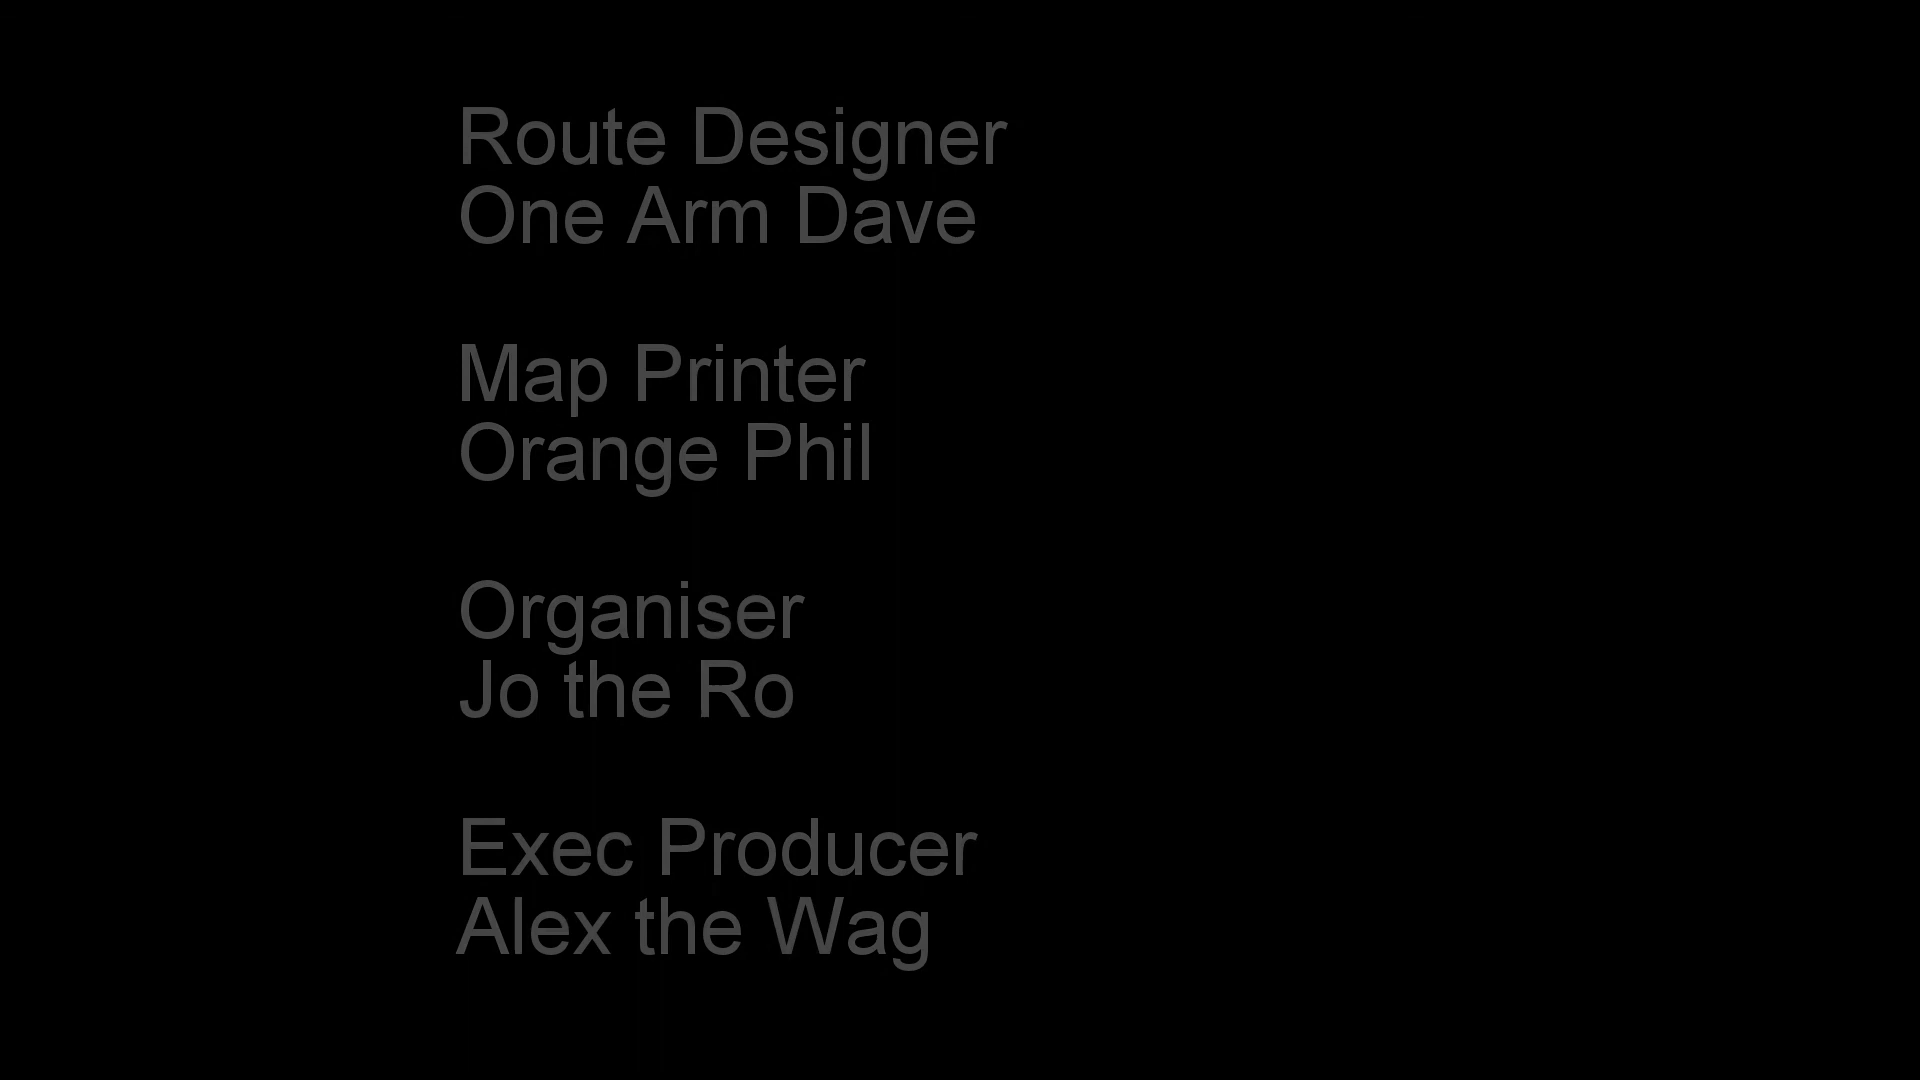 Route Designer
One Arm Dave
Map Printer
Orange Phil
Organiser
Jo the Ro
Exec Producer
Alex the Wag